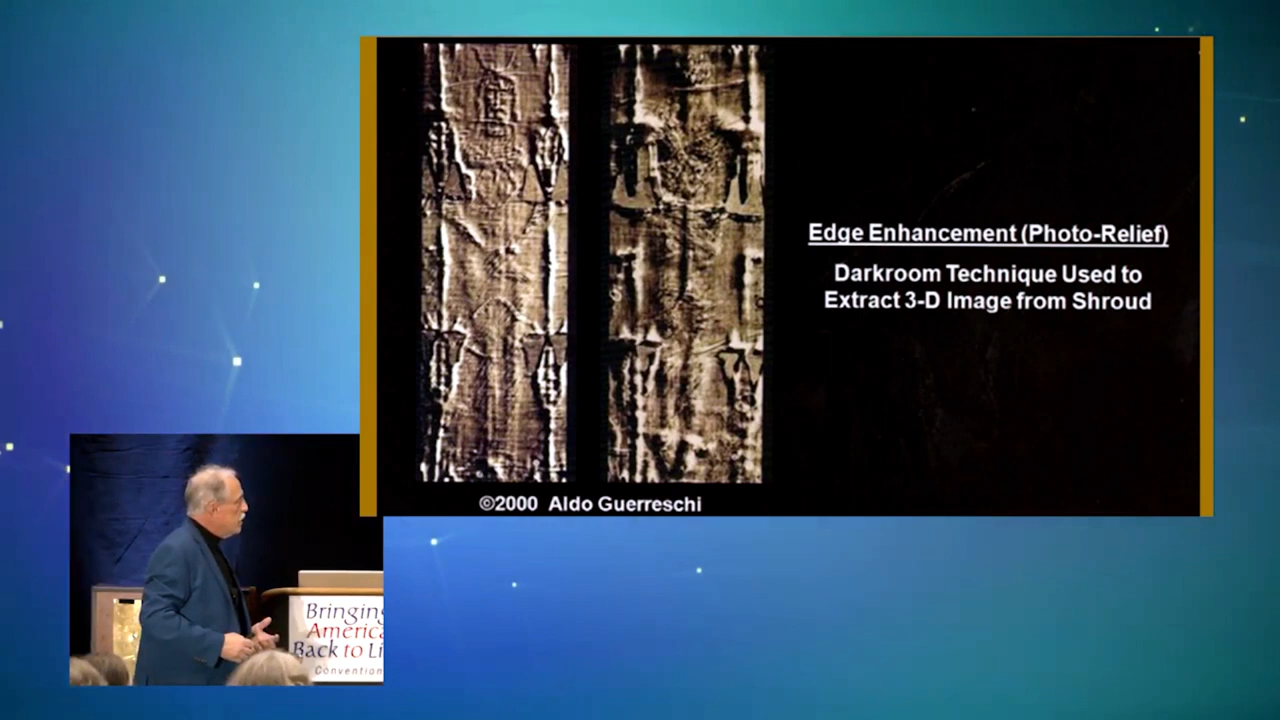 Edge Enhancement (Photo-Relief)
Darkroom Technique Used to
Extract 3-D Image from Shroud
©2000 Aldo Guerreschi
Bringing
America
Back to Li
Convention